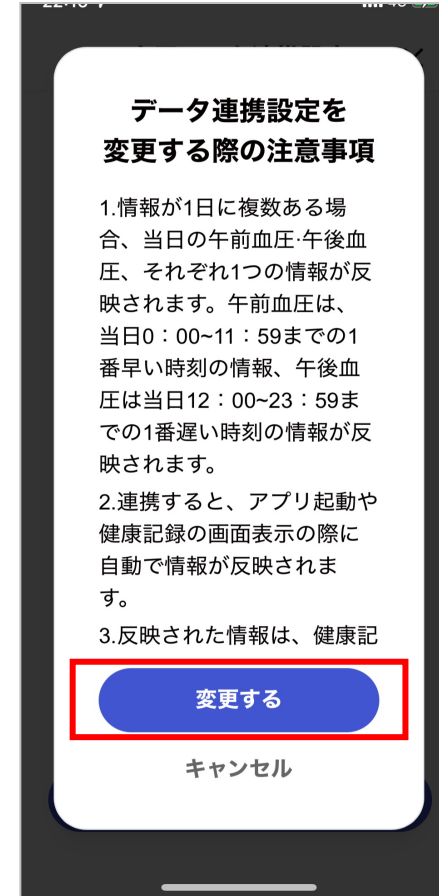 データ連携設定を
変更する際の注意事項
1.情報が1日に複数ある場
合、当日の午前血圧·午後血
圧、それぞれ1つの情報が反
映されます。午前血圧は、
当日0：00~11：59までの1
番早い時刻の情報、午後血
圧は当日12：00~23：59ま
での1番遅い時刻の情報が反
映されます。
2.連携すると、アプリ起動や
健康記録の画面表示の際に
自動で情報が反映されま
す。
3.反映された情報は、健康記
変更する
キャンセル